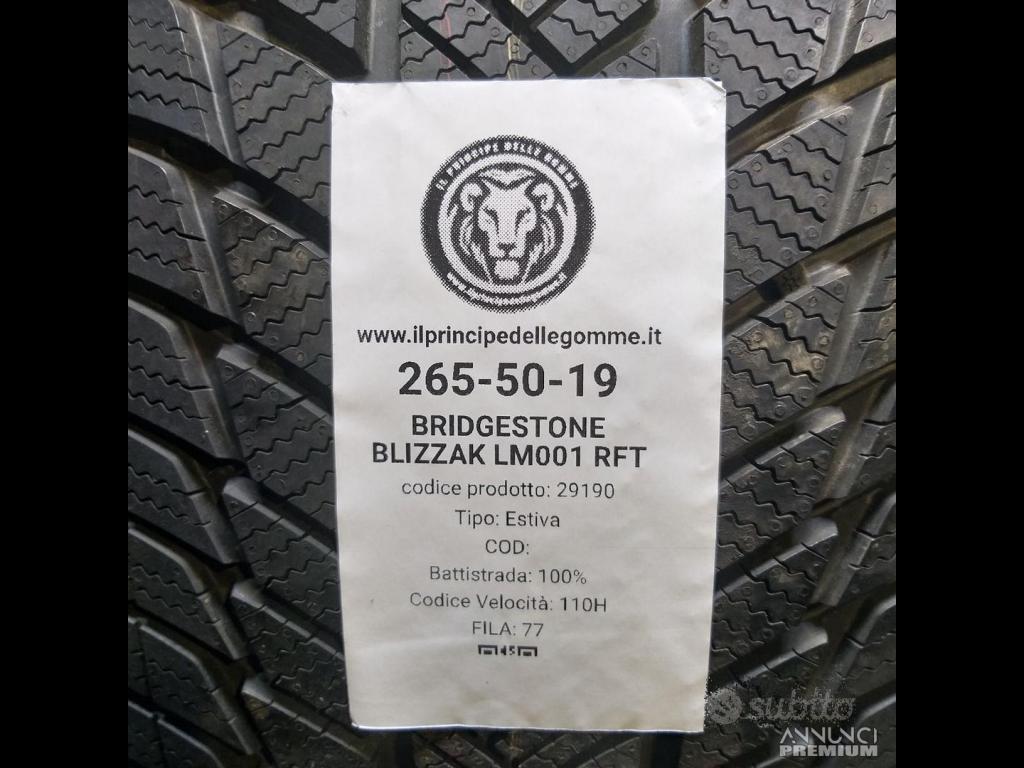 IL PRINCIPE DELLE GOMME
www.ilprincipedellegomme.it
265-50-19
BRIDGESTONE
BLIZZAK LM001 RFT
codice prodotto: 29190
Tipo: Estiva
COD:
Battistrada: 100%
Codice Velocità: 110H
FILA: 77
subito
ANNUNCI
PREMIUM